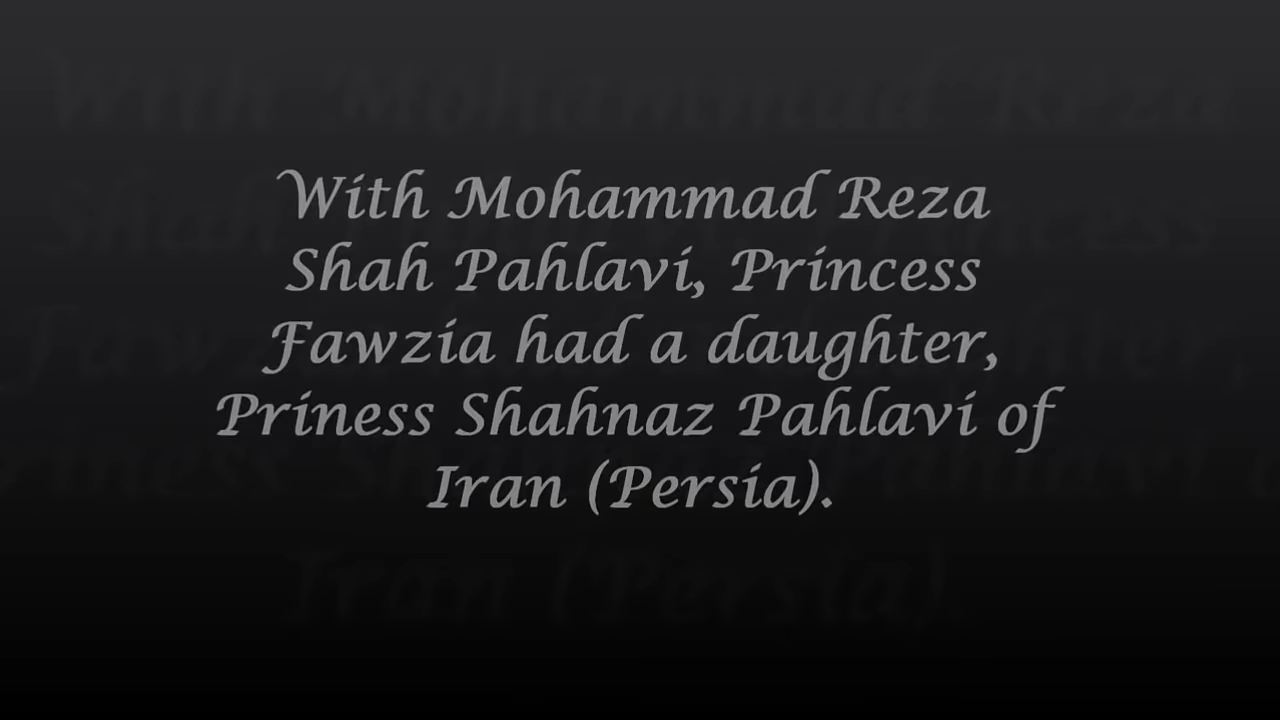 With Mohammad Reza
Shah Pahlavi, Princess
Fawzia had a daughter,
Priness Shahnaz Pahlavi of
Iran (Persia).